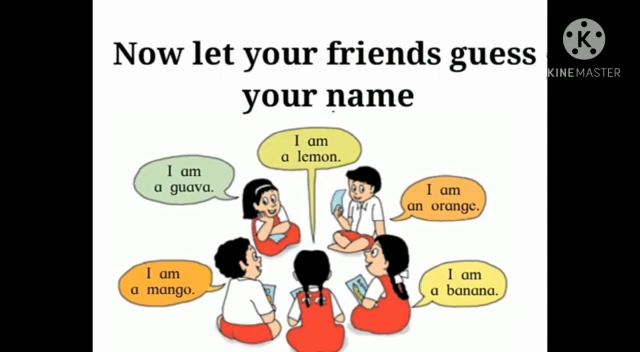 Now let your friends guess
your name
KINEMASTER
I am
a lemon.
I am
a guava.
I am
an orange.
I am
a mango.
I am
a banana.